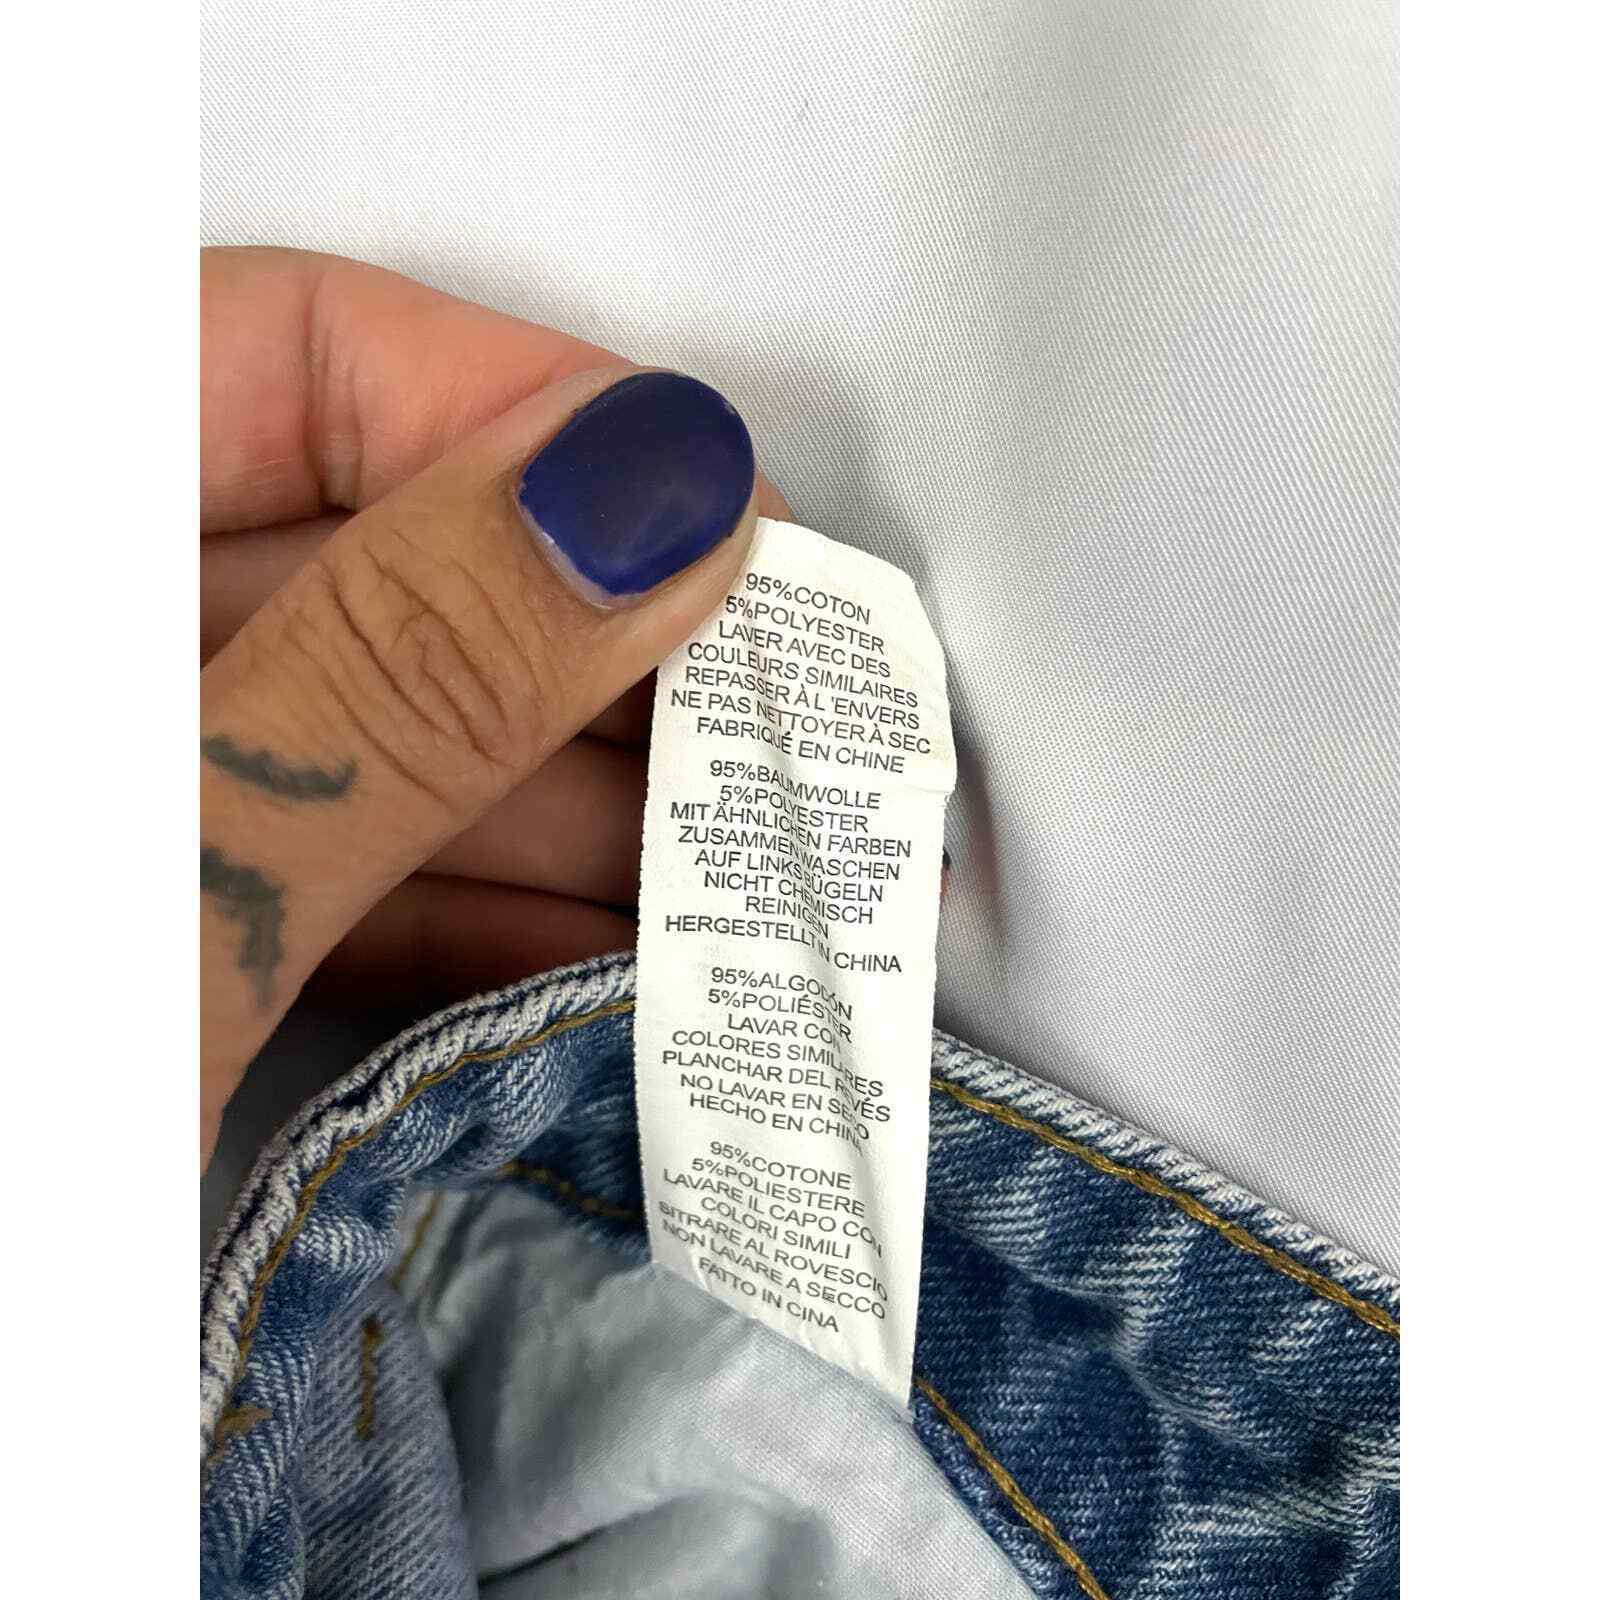 95%COTON
5%POLYESTER
LAVER AVEC DES
COULEURS SIMILAIRES
REPASSER À L'ENVERS
NE PAS NETTOYER À SEC
FABRIQUÉ EN CHINE
95%BAUMWOLLE
5%POLYESTER
MIT ÄHNLICHEN FARBEN
ZUSAMMENWASCHEN
AUF LINKS BÜGELN
NICHT CHEMISCH
REINIGEN
HERGESTELLT IN CHINA
95%ALGODÓN
5%POLIÉSTER
LAVAR CON
COLORES SIMILARES
PLANCHAR DEL REVÉS
NO LAVAR EN SECO
HECHO EN CHINA
95%COTONE
5%POLIESTERE
LAVARE IL CAPO CON
COLORI SIMILI
SITRARE AL ROVESCIO
NON LAVARE A SECCO
FATTO IN CINA